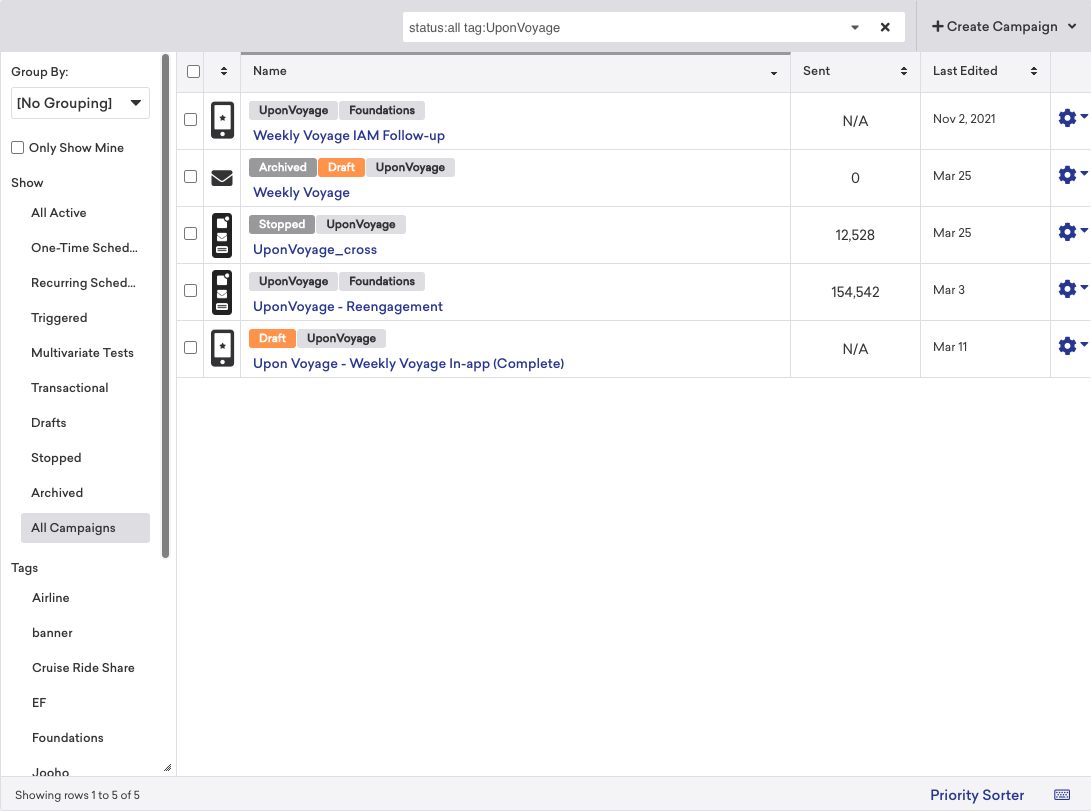 status:all tag:UponVoyage
Create Campaign
Group By:
[No Grouping]
Only Show Mine
Show
All Active
One-Time Sched...
Recurring Sched...
Triggered
Multivariate Tests
Transactional
Drafts
Stopped
Archived
All Campaigns
Tags
Airline
banner
Cruise Ride Share
EF
Foundations
Jooho
Name Sent Last Edited
UponVoyage Foundations
Weekly Voyage IAM Follow-up N/A Nov 2, 2021
Archived Draft UponVoyage
Weekly Voyage 0 Mar 25
Stopped UponVoyage
UponVoyage_cross 12,528 Mar 25
UponVoyage Foundations
UponVoyage - Reengagement 154,542 Mar 3
Draft UponVoyage
Upon Voyage - Weekly Voyage In-app (Complete) N/A Mar 11
Showing rows 1 to 5 of 5
Priority Sorter